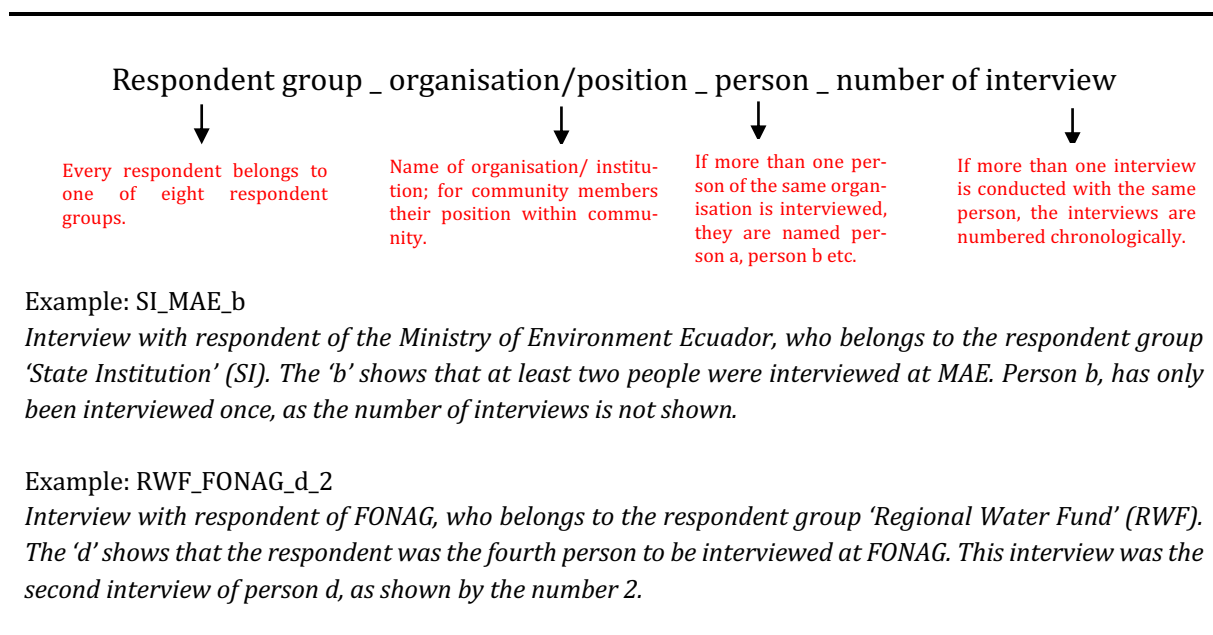 Respondent group _ organisation/position _ person _ number of interview
Every respondent belongs to
one of eight respondent
groups.
Name of organisation/ institu-
tion; for community members
their position within commu-
nity.
If more than one per-
son of the same organ-
isation is interviewed,
they are named per-
son a, person b etc.
If more than one interview
is conducted with the same
person, the interviews are
numbered chronologically.
Example: SI_MAE_b
Interview with respondent of the Ministry of Environment Ecuador, who belongs to the respondent group
‘State Institution’ (SI). The ‘b’ shows that at least two people were interviewed at MAE. Person b, has only
been interviewed once, as the number of interviews is not shown.
Example: RWF_FONAG_d_2
Interview with respondent of FONAG, who belongs to the respondent group ‘Regional Water Fund’ (RWF).
The ‘d’ shows that the respondent was the fourth person to be interviewed at FONAG. This interview was the
second interview of person d, as shown by the number 2.